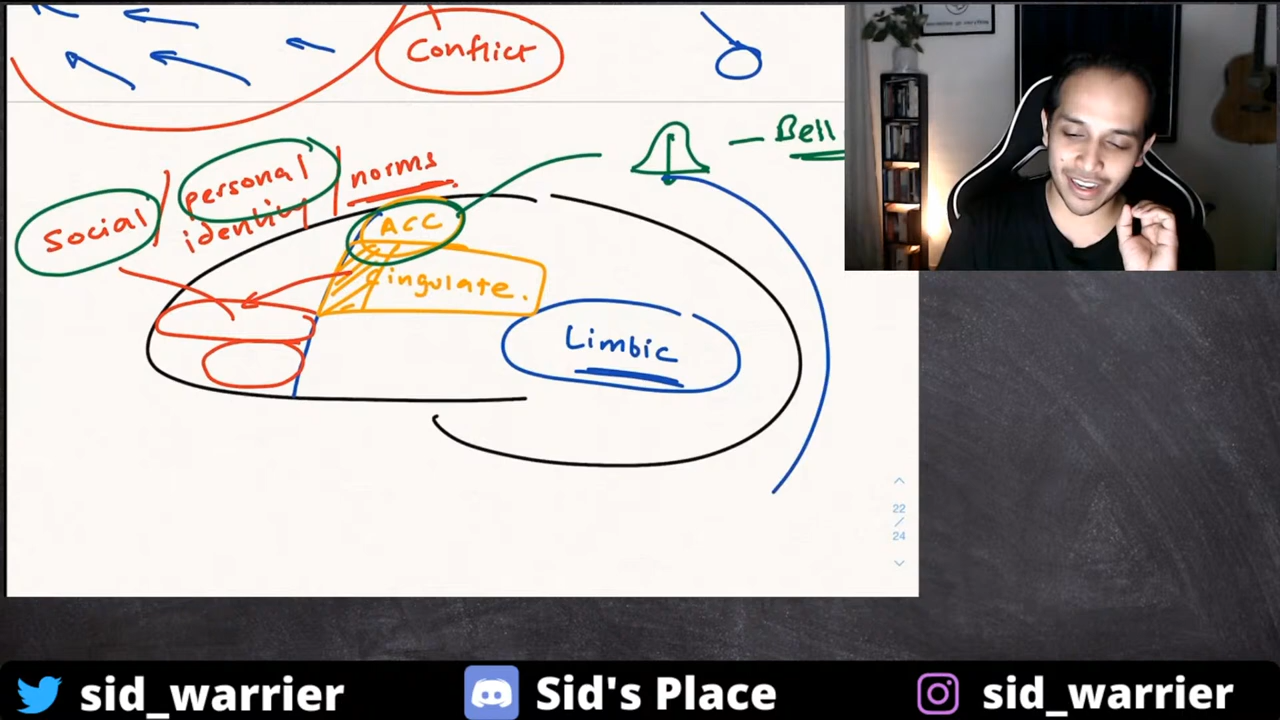 Conflict
Bell
Social / personal identity / norms
ACC
cingulate.
Limbic
22
/
24
sid_warrier
Sid's Place
sid_warrier